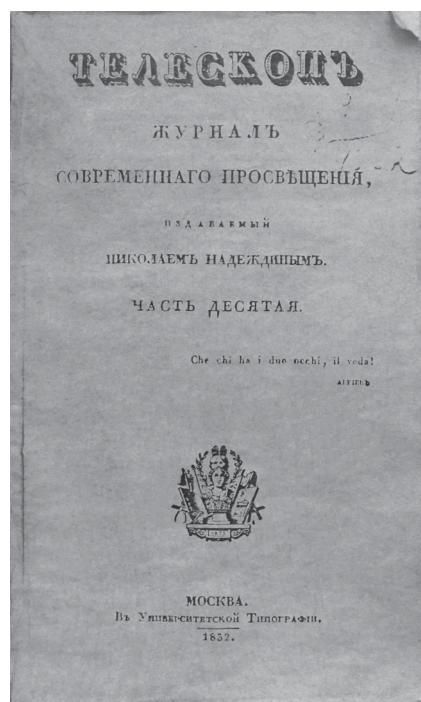 ТЕЛЕСКОПЪ
ЖУРНАЛЪ
СОВРЕМЕННАГО ПРОСВѢЩЕНІЯ,
ИЗДАВАЕМЫЙ
НИКОЛАЕМЪ НАДЕЖДИНЫМЪ.
ЧАСТЬ ДЕСЯТАЯ.
Che chi ha i duo occhi, il veda!
МОСКВА.
Въ Университетской Типографіи.
1832.